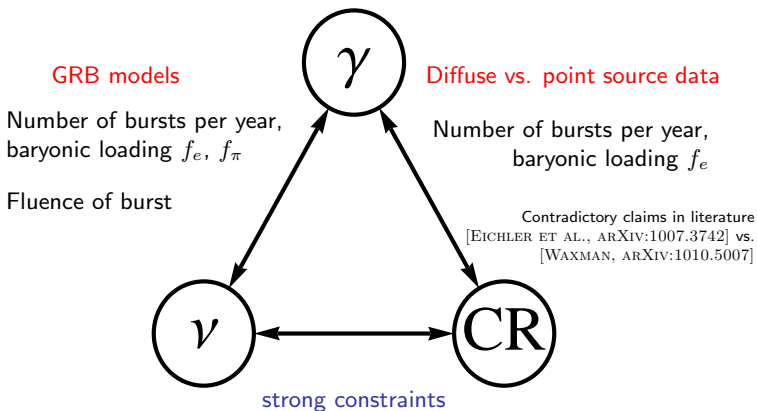 γ
GRB models
Diffuse vs. point source data
Number of bursts per year,
baryonic loading f_e, f_π
Fluence of burst
Number of bursts per year,
baryonic loading f_e
Contradictory claims in literature
[Eichler et al., arXiv:1007.3742] vs.
[Waxman, arXiv:1010.5007]
ν
CR
strong constraints